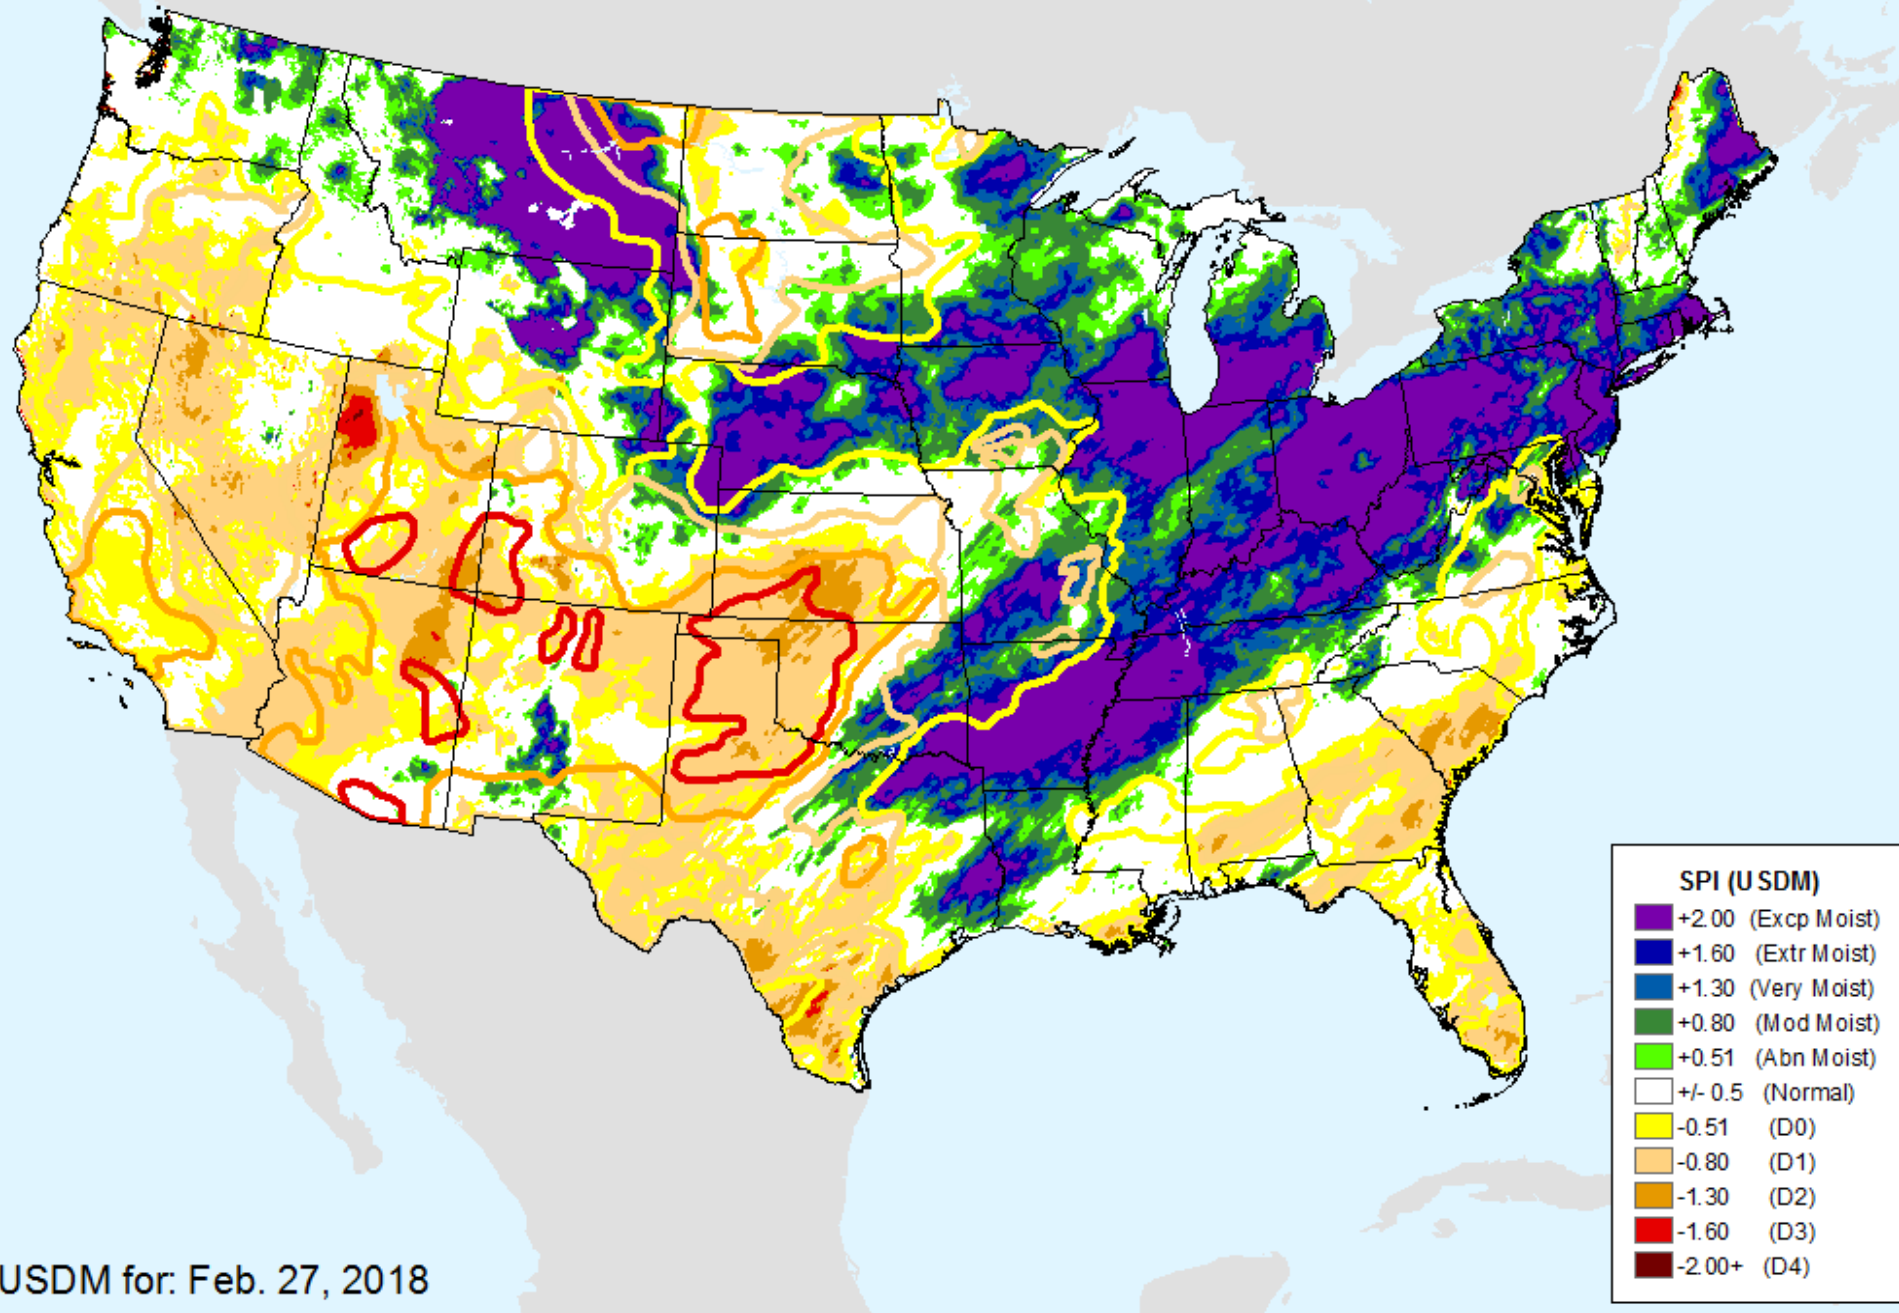 SPI (USDM)
+2.00 (Excp Moist)
+1.60 (Extr Moist)
+1.30 (Very Moist)
+0.80 (Mod Moist)
+0.51 (Abn Moist)
+/- 0.5 (Normal)
-0.51 (D0)
-0.80 (D1)
-1.30 (D2)
-1.60 (D3)
-2.00+ (D4)
USDM for: Feb. 27, 2018